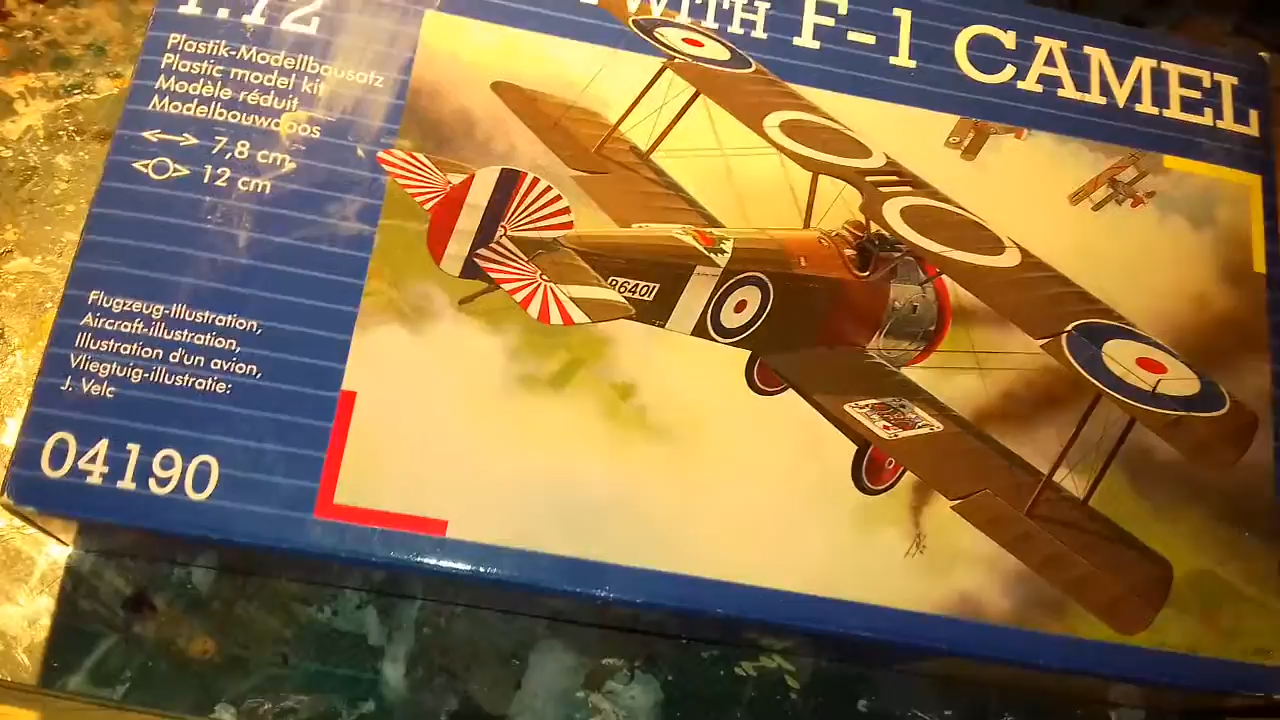 1:72
WITH F-1 CAMEL
Plastik-Modellbausatz
Plastic model kit
Modèle réduit
Modelbouwdoos
7,8 cm
12 cm
B6401
Flugzeug-Illustration,
Aircraft-illustration,
Illustration d'un avion,
Vliegtuig-illustratie:
J. Velc
04190